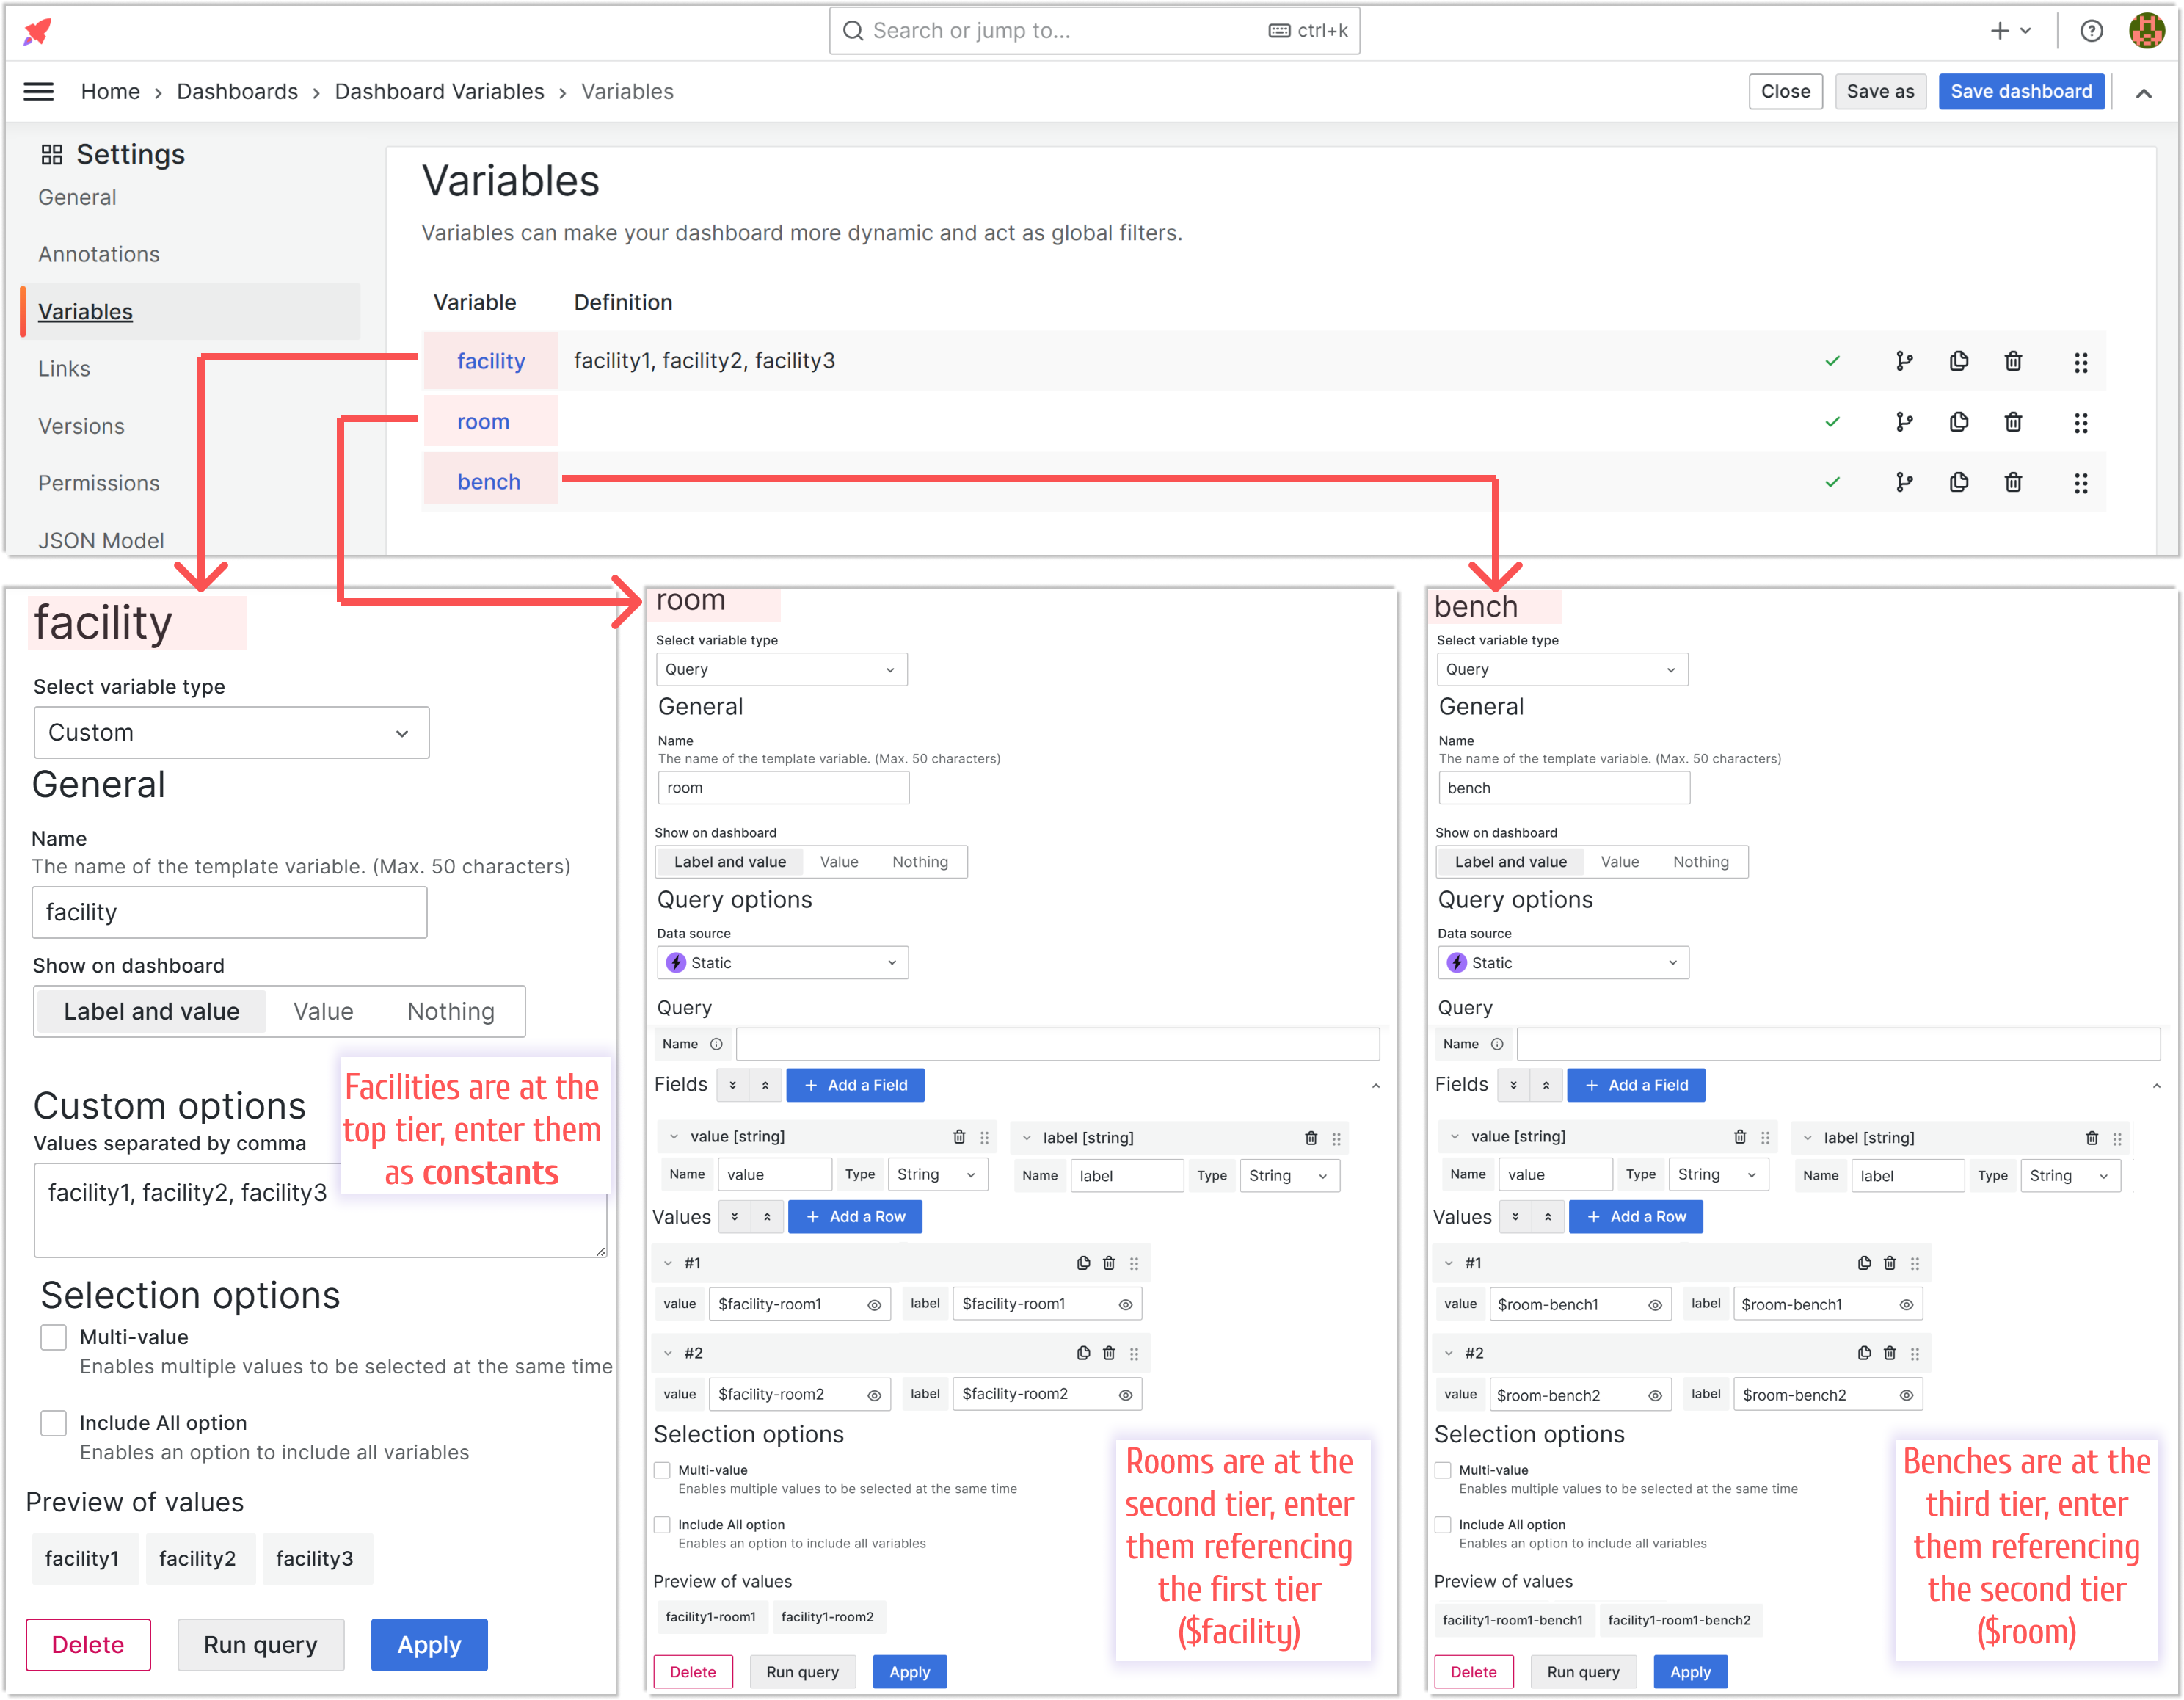 Search or jump to...
ctrl+k
Home › Dashboards › Dashboard Variables › Variables
Close
Save as
Save dashboard
Settings
General
Annotations
Variables
Links
Versions
Permissions
JSON Model
Variables
Variables can make your dashboard more dynamic and act as global filters.
Variable Definition
facility facility1, facility2, facility3
room
bench
facility
Select variable type
Custom
General
Name
The name of the template variable. (Max. 50 characters)
facility
Show on dashboard
Label and value Value Nothing
Custom options
Values separated by comma
facility1, facility2, facility3
Facilities are at the
top tier, enter them
as constants
Selection options
Multi-value
Enables multiple values to be selected at the same time
Include All option
Enables an option to include all variables
Preview of values
facility1 facility2 facility3
Delete Run query Apply
room
Select variable type
Query
General
Name
The name of the template variable. (Max. 50 characters)
room
Show on dashboard
Label and value Value Nothing
Query options
Data source
Static
Query
Name
Fields + Add a Field
value [string] label [string]
Name value Type String Name label Type String
Values + Add a Row
#1
value $facility-room1 label $facility-room1
#2
value $facility-room2 label $facility-room2
Selection options
Multi-value
Enables multiple values to be selected at the same time
Include All option
Enables an option to include all variables
Preview of values
facility1-room1 facility1-room2
Delete Run query Apply
Rooms are at the
second tier, enter
them referencing
the first tier
($facility)
bench
Select variable type
Query
General
Name
The name of the template variable. (Max. 50 characters)
bench
Show on dashboard
Label and value Value Nothing
Query options
Data source
Static
Query
Name
Fields + Add a Field
value [string] label [string]
Name value Type String Name label Type String
Values + Add a Row
#1
value $room-bench1 label $room-bench1
#2
value $room-bench2 label $room-bench2
Selection options
Multi-value
Enables multiple values to be selected at the same time
Include All option
Enables an option to include all variables
Preview of values
facility1-room1-bench1 facility1-room1-bench2
Delete Run query Apply
Benches are at the
third tier, enter
them referencing
the second tier
($room)